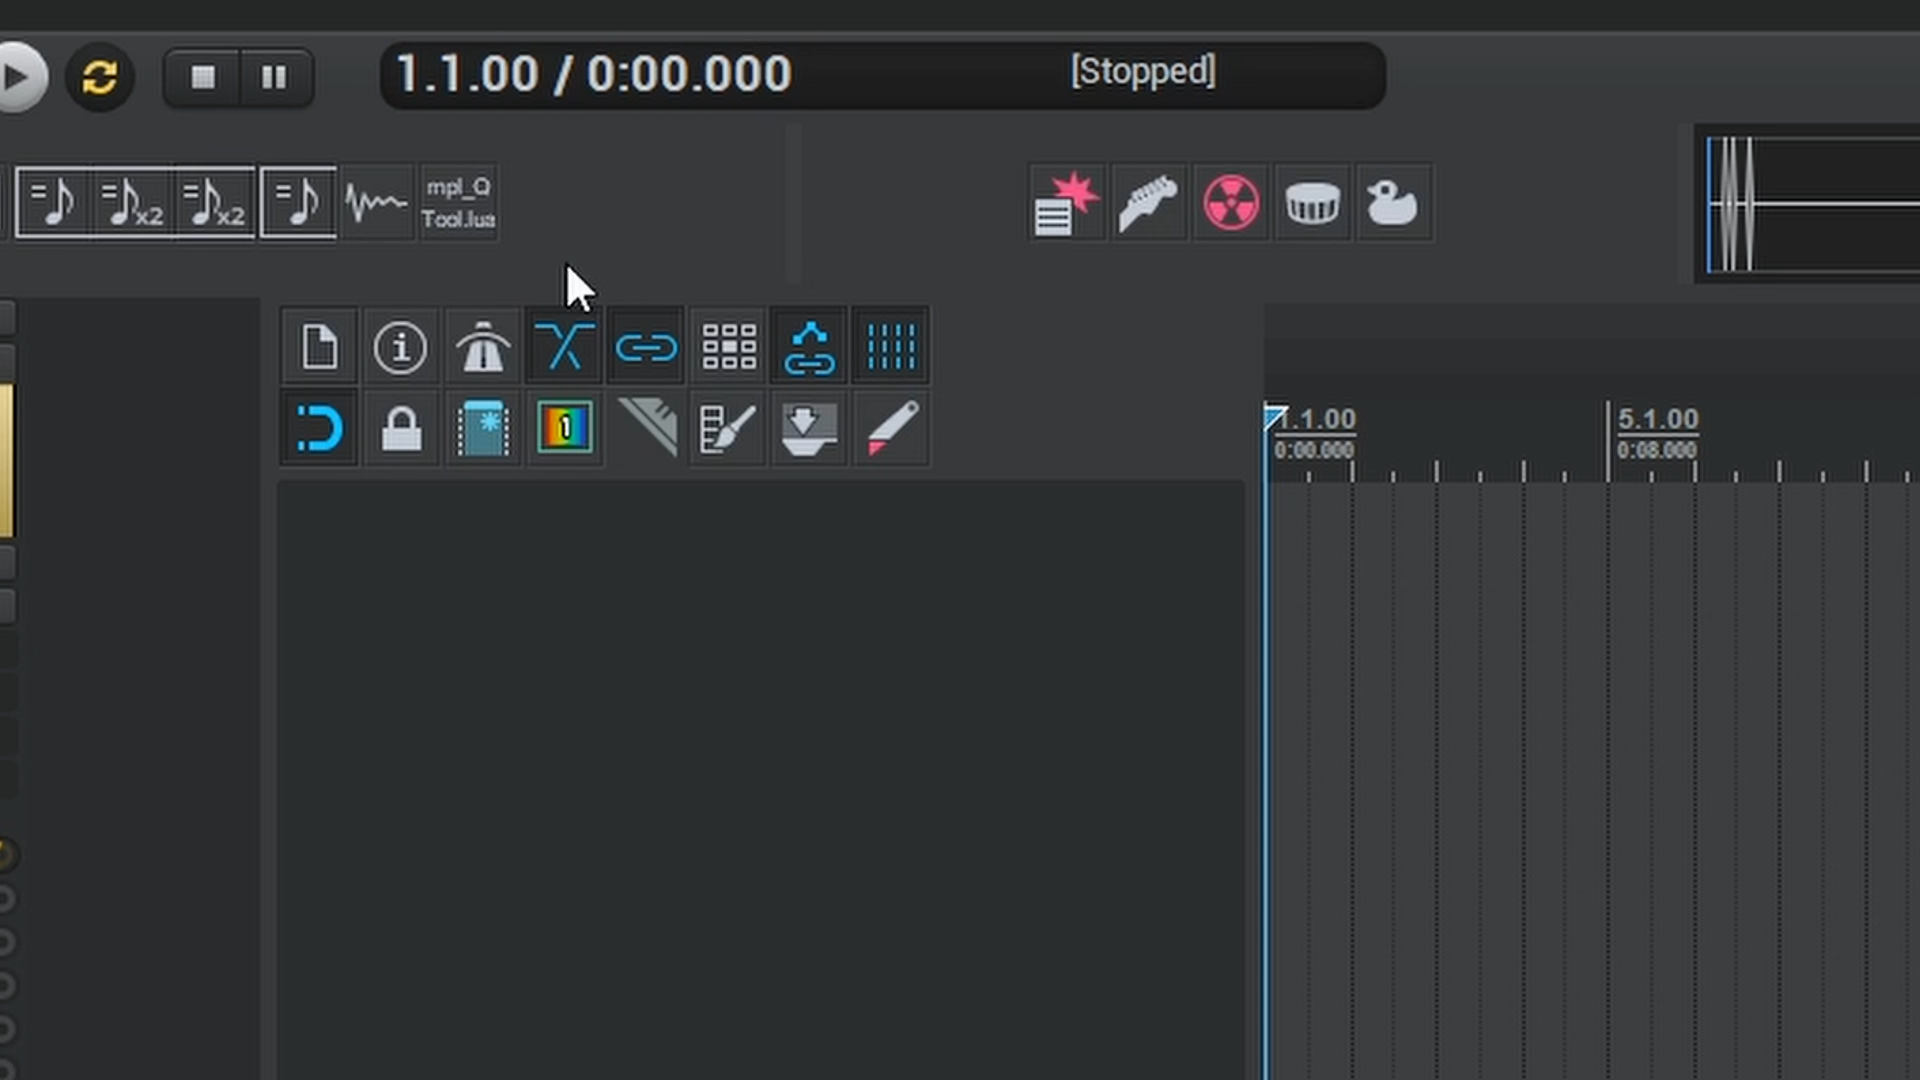 1.1.00 / 0:00.000 [Stopped]
x2 x2
mpl_Q
Tool.lua
1
1.1.00 5.1.00
0:00.000 0:08.000